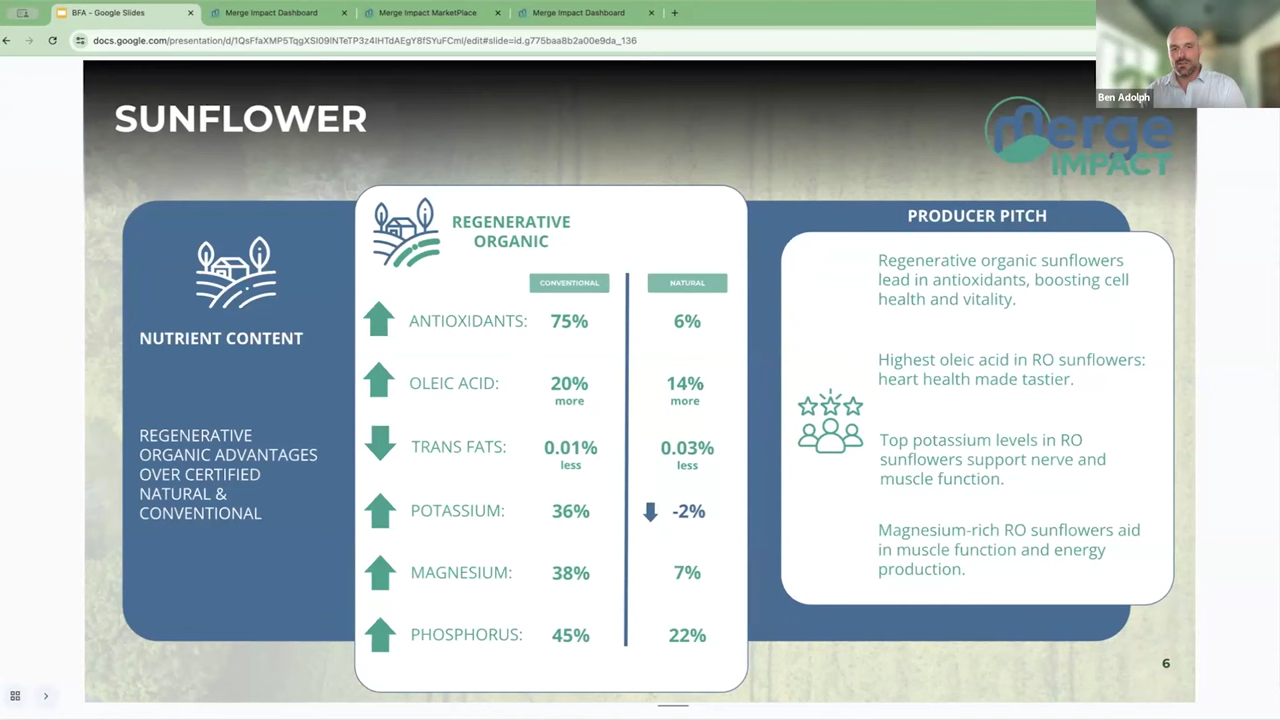 BFA - Google Slides
Merge Impact Dashboard
Merge Impact MarketPlace
Merge Impact Dashboard
docs.google.com/presentation/d/1QsFfaXMP5TqgXSI09lNTeTP3z4IHTdAEgY8fSYuFCmI/edit#slide=id.g775baa8b2a00e9da_136
Ben Adolph
SUNFLOWER
Merge
IMPACT
NUTRIENT CONTENT
REGENERATIVE
ORGANIC ADVANTAGES
OVER CERTIFIED
NATURAL &
CONVENTIONAL
REGENERATIVE
ORGANIC
CONVENTIONAL NATURAL
ANTIOXIDANTS: 75% 6%
OLEIC ACID: 20% 14%
more more
TRANS FATS: 0.01% 0.03%
less less
POTASSIUM: 36% -2%
MAGNESIUM: 38% 7%
PHOSPHORUS: 45% 22%
PRODUCER PITCH
Regenerative organic sunflowers
lead in antioxidants, boosting cell
health and vitality.
Highest oleic acid in RO sunflowers:
heart health made tastier.
Top potassium levels in RO
sunflowers support nerve and
muscle function.
Magnesium-rich RO sunflowers aid
in muscle function and energy
production.
6